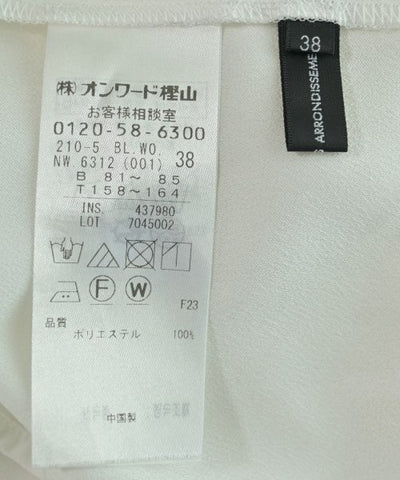 ㈱オンワード樫山
お客様相談室
0120-58-6300
210-5 BL.WO.
NW.6312 (001) 38
B 81〜 85
T 158〜164
INS. 437980
LOT 7045002
F W
F23
品質
ポリエステル 100%
中国製
38
ARRONDISSEME